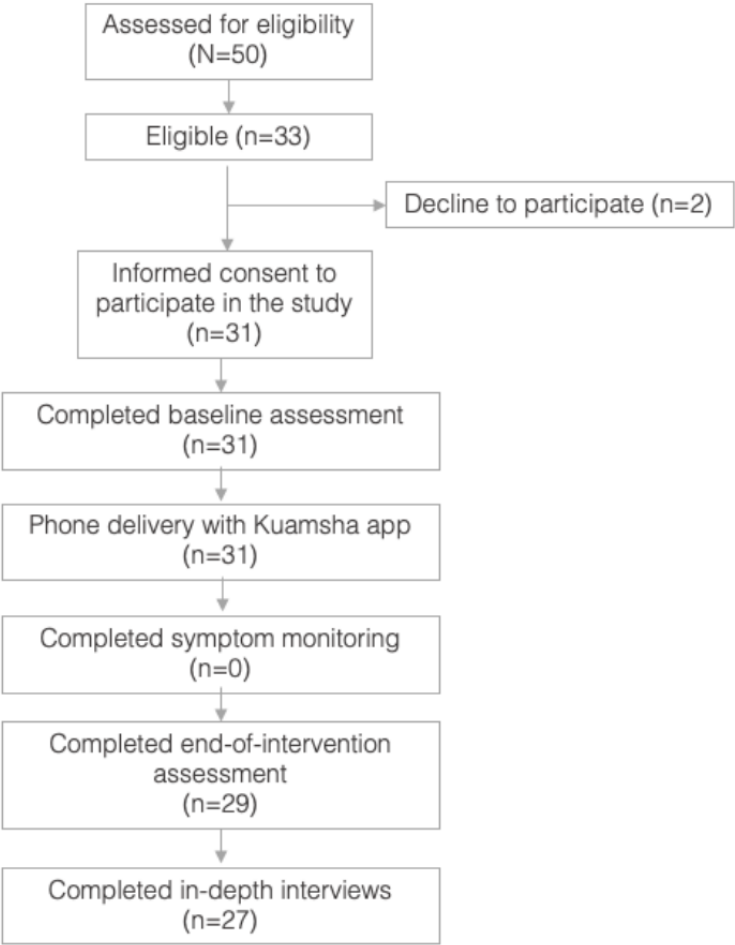 Assessed for eligibility
(N=50)
Eligible (n=33)
Decline to participate (n=2)
Informed consent to
participate in the study
(n=31)
Completed baseline assessment
(n=31)
Phone delivery with Kuamsha app
(n=31)
Completed symptom monitoring
(n=0)
Completed end-of-intervention
assessment
(n=29)
Completed in-depth interviews
(n=27)